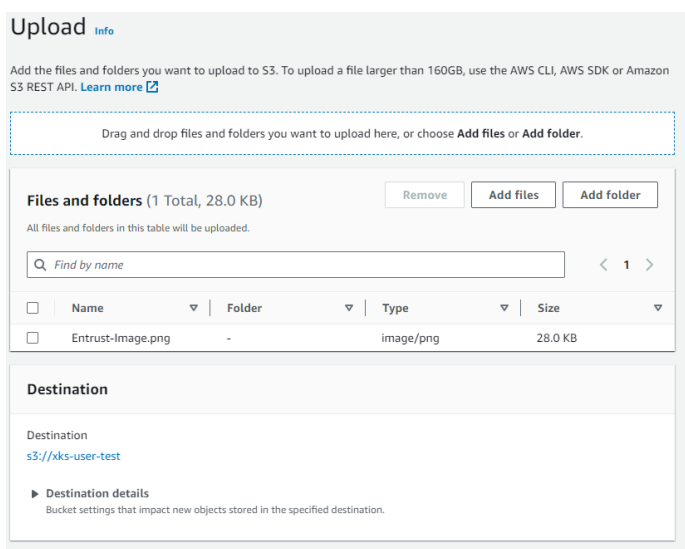 Upload Info
Add the files and folders you want to upload to S3. To upload a file larger than 160GB, use the AWS CLI, AWS SDK or Amazon
S3 REST API. Learn more
Drag and drop files and folders you want to upload here, or choose Add files or Add folder.
Files and folders (1 Total, 28.0 KB)
Remove
Add files
Add folder
All files and folders in this table will be uploaded.
Find by name
1
Name Folder Type Size
Entrust-Image.png - image/png 28.0 KB
Destination
Destination
s3://xks-user-test
Destination details
Bucket settings that impact new objects stored in the specified destination.